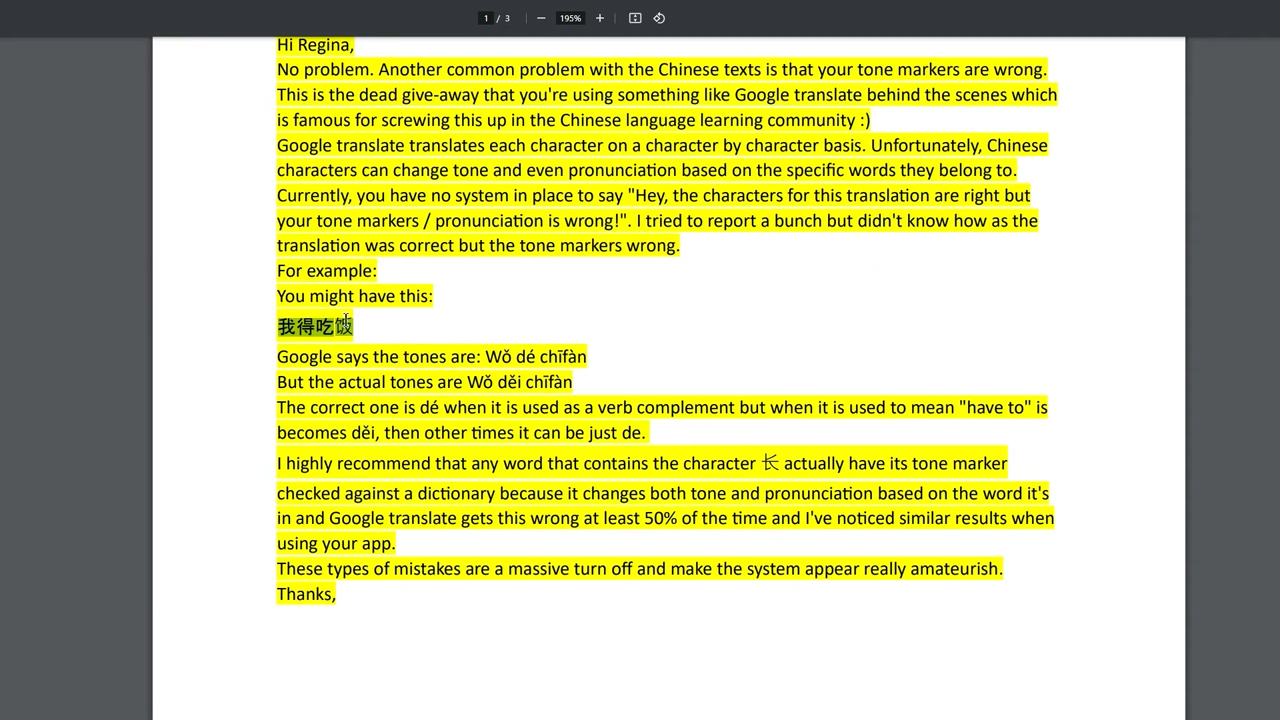 1 / 3 195%
Hi Regina,
No problem. Another common problem with the Chinese texts is that your tone markers are wrong.
This is the dead give-away that you're using something like Google translate behind the scenes which
is famous for screwing this up in the Chinese language learning community :)
Google translate translates each character on a character by character basis. Unfortunately, Chinese
characters can change tone and even pronunciation based on the specific words they belong to.
Currently, you have no system in place to say "Hey, the characters for this translation are right but
your tone markers / pronunciation is wrong!". I tried to report a bunch but didn't know how as the
translation was correct but the tone markers wrong.
For example:
You might have this:
我得吃饭
Google says the tones are: Wǒ dé chīfàn
But the actual tones are Wǒ děi chīfàn
The correct one is dé when it is used as a verb complement but when it is used to mean "have to" is
becomes děi, then other times it can be just de.
I highly recommend that any word that contains the character 长 actually have its tone marker
checked against a dictionary because it changes both tone and pronunciation based on the word it's
in and Google translate gets this wrong at least 50% of the time and I've noticed similar results when
using your app.
These types of mistakes are a massive turn off and make the system appear really amateurish.
Thanks,